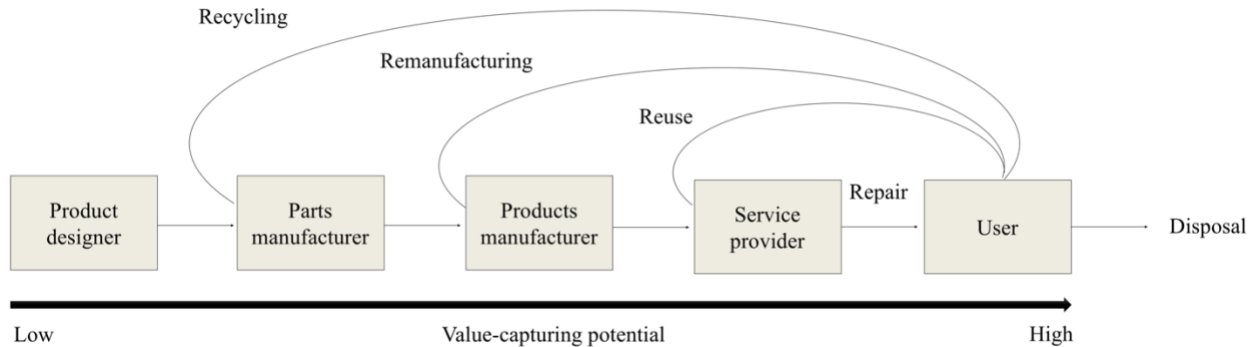 Recycling
Remanufacturing
Reuse
Repair
Product
designer
Parts
manufacturer
Products
manufacturer
Service
provider
User
Disposal
Low
Value-capturing potential
High